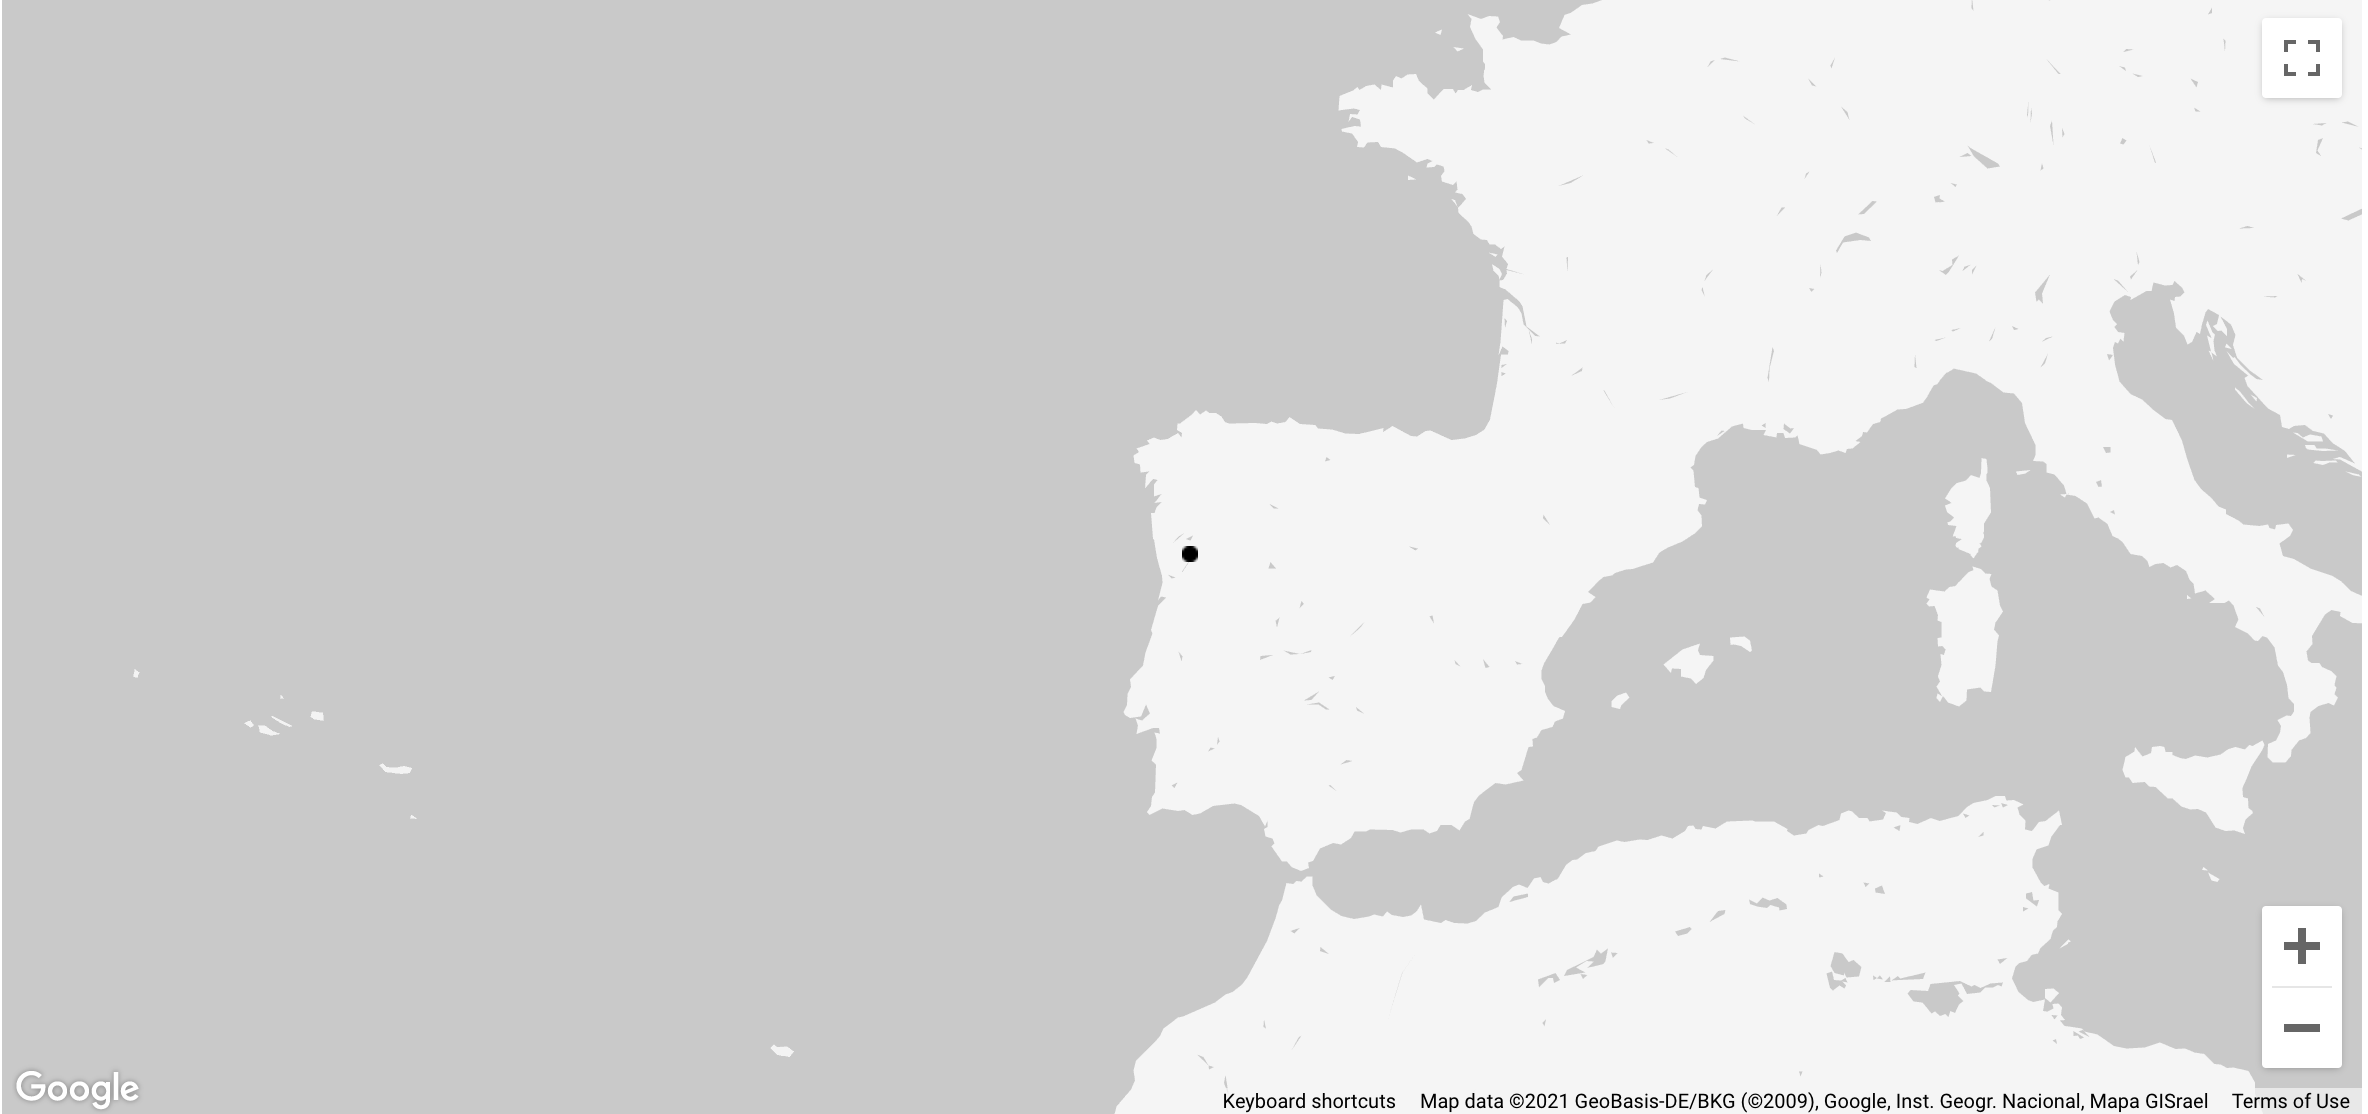 Google
Keyboard shortcuts
Map data ©2021 GeoBasis-DE/BKG (©2009), Google, Inst. Geogr. Nacional, Mapa GISrael
Terms of Use